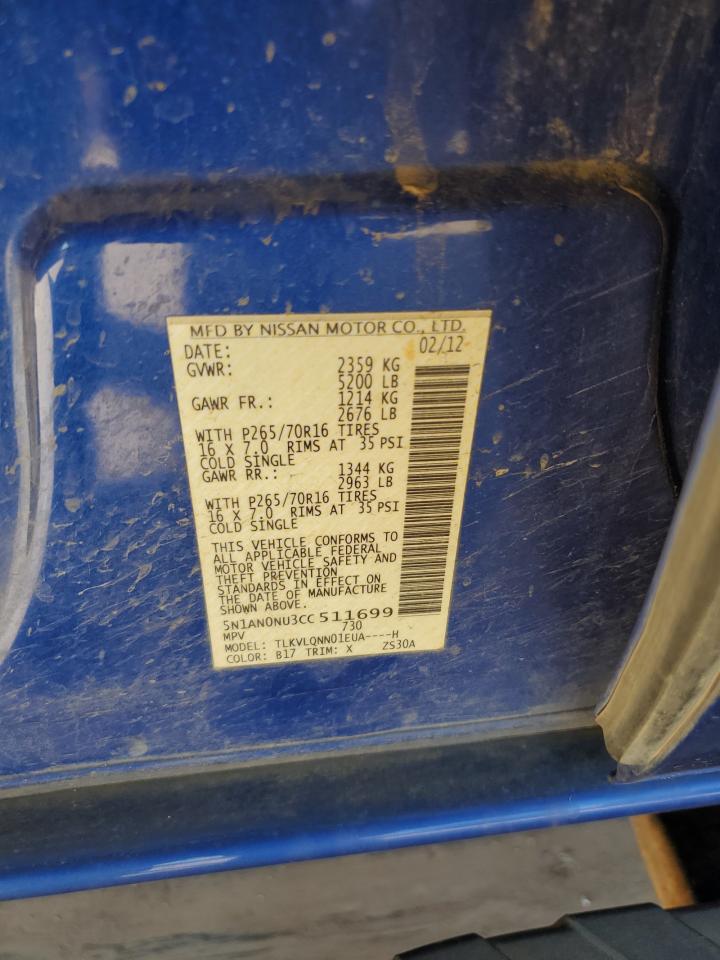 MFD BY NISSAN MOTOR CO., LTD.
DATE: 02/12
GVWR: 2359 KG
5200 LB
GAWR FR.: 1214 KG
2676 LB
WITH P265/70R16 TIRES
16 X 7.0 RIMS AT 35 PSI
COLD SINGLE
GAWR RR.: 1344 KG
2963 LB
WITH P265/70R16 TIRES
16 X 7.0 RIMS AT 35 PSI
COLD SINGLE
THIS VEHICLE CONFORMS TO
ALL APPLICABLE FEDERAL
MOTOR VEHICLE SAFETY AND
THEFT PREVENTION
STANDARDS IN EFFECT ON
THE DATE OF MANUFACTURE
SHOWN ABOVE.
5N1AN0NU3CC511699
MPV 730
MODEL: TLKVLQNN01EUA----H
COLOR: B17 TRIM: X ZS30A